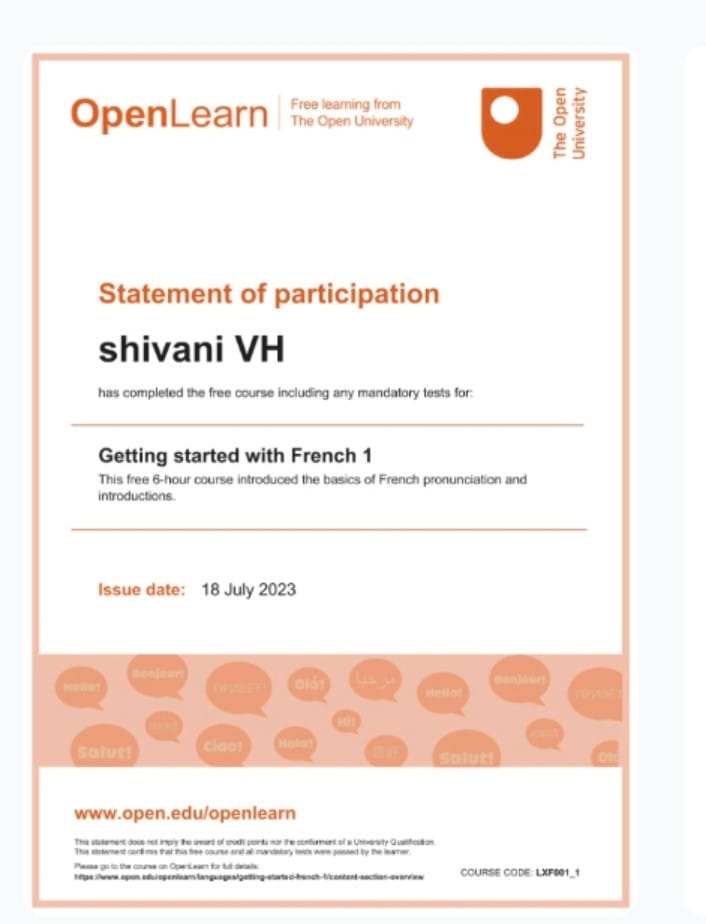 OpenLearn
Free learning from
The Open University
The Open
University
Statement of participation
shivani VH
has completed the free course including any mandatory tests for:
Getting started with French 1
This free 6-hour course introduced the basics of French pronunciation and
introductions.
Issue date: 18 July 2023
Hello!
Bonjour!
ПРИВЕТ!
Olá!
مرحبا
Hello!
Bonjour!
ПРИВЕТ
Salut!
Ciao!
Hola!
Hi!
Salut!
Olá
www.open.edu/openlearn
This statement does not imply the award of credit points nor the conferment of a University Qualification.
This statement confirms that this free course and all mandatory tests were passed by the learner.
Please go to the course on OpenLearn for full details:
https://www.open.edu/openlearn/languages/getting-started-french-1/content-section-overview
COURSE CODE: LXF001_1